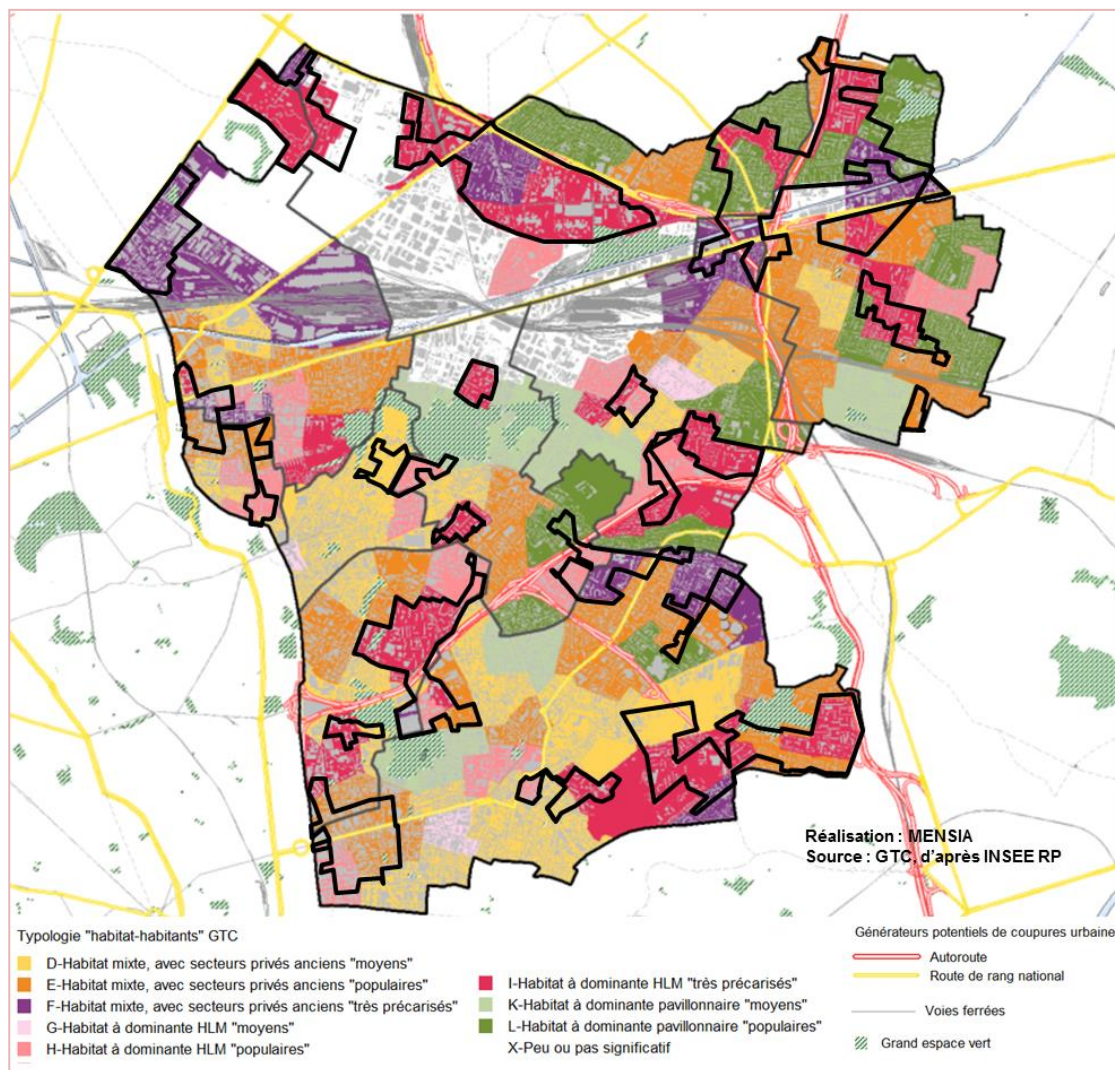 Réalisation : MENSIA
Source : GTC, d'après INSEE RP
Typologie "habitat-habitants" GTC
D-Habitat mixte, avec secteurs privés anciens "moyens"
E-Habitat mixte, avec secteurs privés anciens "populaires"
F-Habitat mixte, avec secteurs privés anciens "très précarisés"
G-Habitat à dominante HLM "moyens"
H-Habitat à dominante HLM "populaires"
I-Habitat à dominante HLM "très précarisés"
K-Habitat à dominante pavillonnaire "moyens"
L-Habitat à dominante pavillonnaire "populaires"
X-Peu ou pas significatif
Générateurs potentiels de coupures urbaine
Autoroute
Route de rang national
Voies ferrées
Grand espace vert